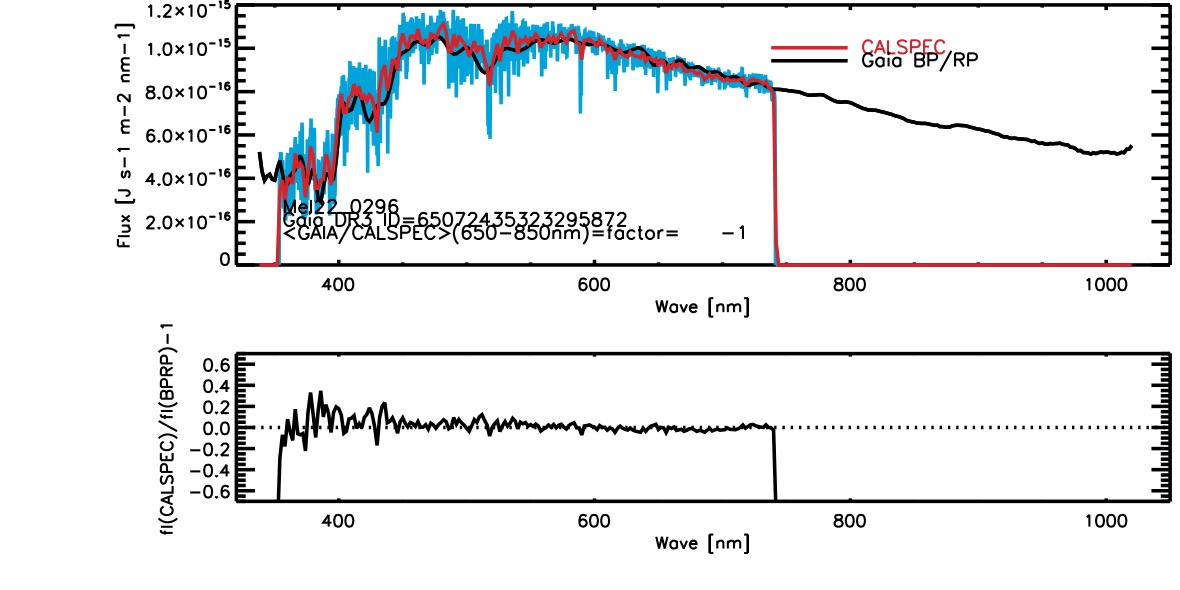 1.2×10⁻¹⁵
1.0×10⁻¹⁵
8.0×10⁻¹⁶
6.0×10⁻¹⁶
4.0×10⁻¹⁶
2.0×10⁻¹⁶
0
Flux [J s−1 m−2 nm−1]
CALSPEC
Gaia BP/RP
Mel22_0296
Gaia DR3 ID=65072435323295872
<GAIA/CALSPEC>(650−850nm)=factor= −1
400 600 800 1000
Wave [nm]
fl(CALSPEC)/fl(BPRP)−1
0.6
0.4
0.2
0.0
−0.2
−0.4
−0.6
400 600 800 1000
Wave [nm]